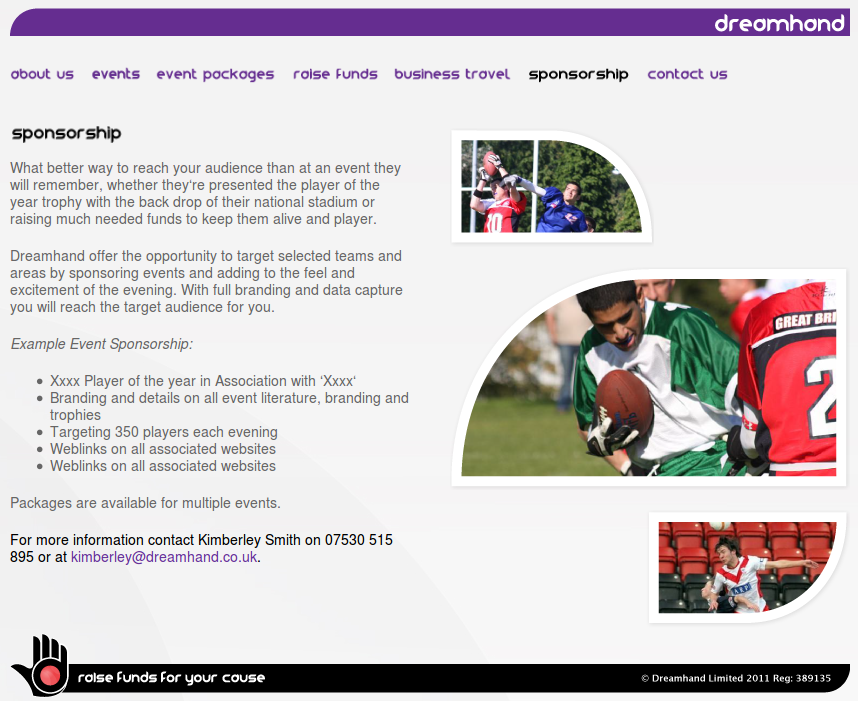 dreamhand
about us events event packages raise funds business travel sponsorship contact us
sponsorship
What better way to reach your audience than at an event they
will remember, whether they're presented the player of the
year trophy with the back drop of their national stadium or
raising much needed funds to keep them alive and player.
Dreamhand offer the opportunity to target selected teams and
areas by sponsoring events and adding to the feel and
excitement of the evening. With full branding and data capture
you will reach the target audience for you.
Example Event Sponsorship:
Xxxx Player of the year in Association with ‘Xxxx‘
Branding and details on all event literature, branding and
trophies
Targeting 350 players each evening
Weblinks on all associated websites
Weblinks on all associated websites
Packages are available for multiple events.
For more information contact Kimberley Smith on 07530 515
895 or at kimberley@dreamhand.co.uk.
10
GREAT BRI
2
raise funds for your cause
© Dreamhand Limited 2011 Reg: 389135